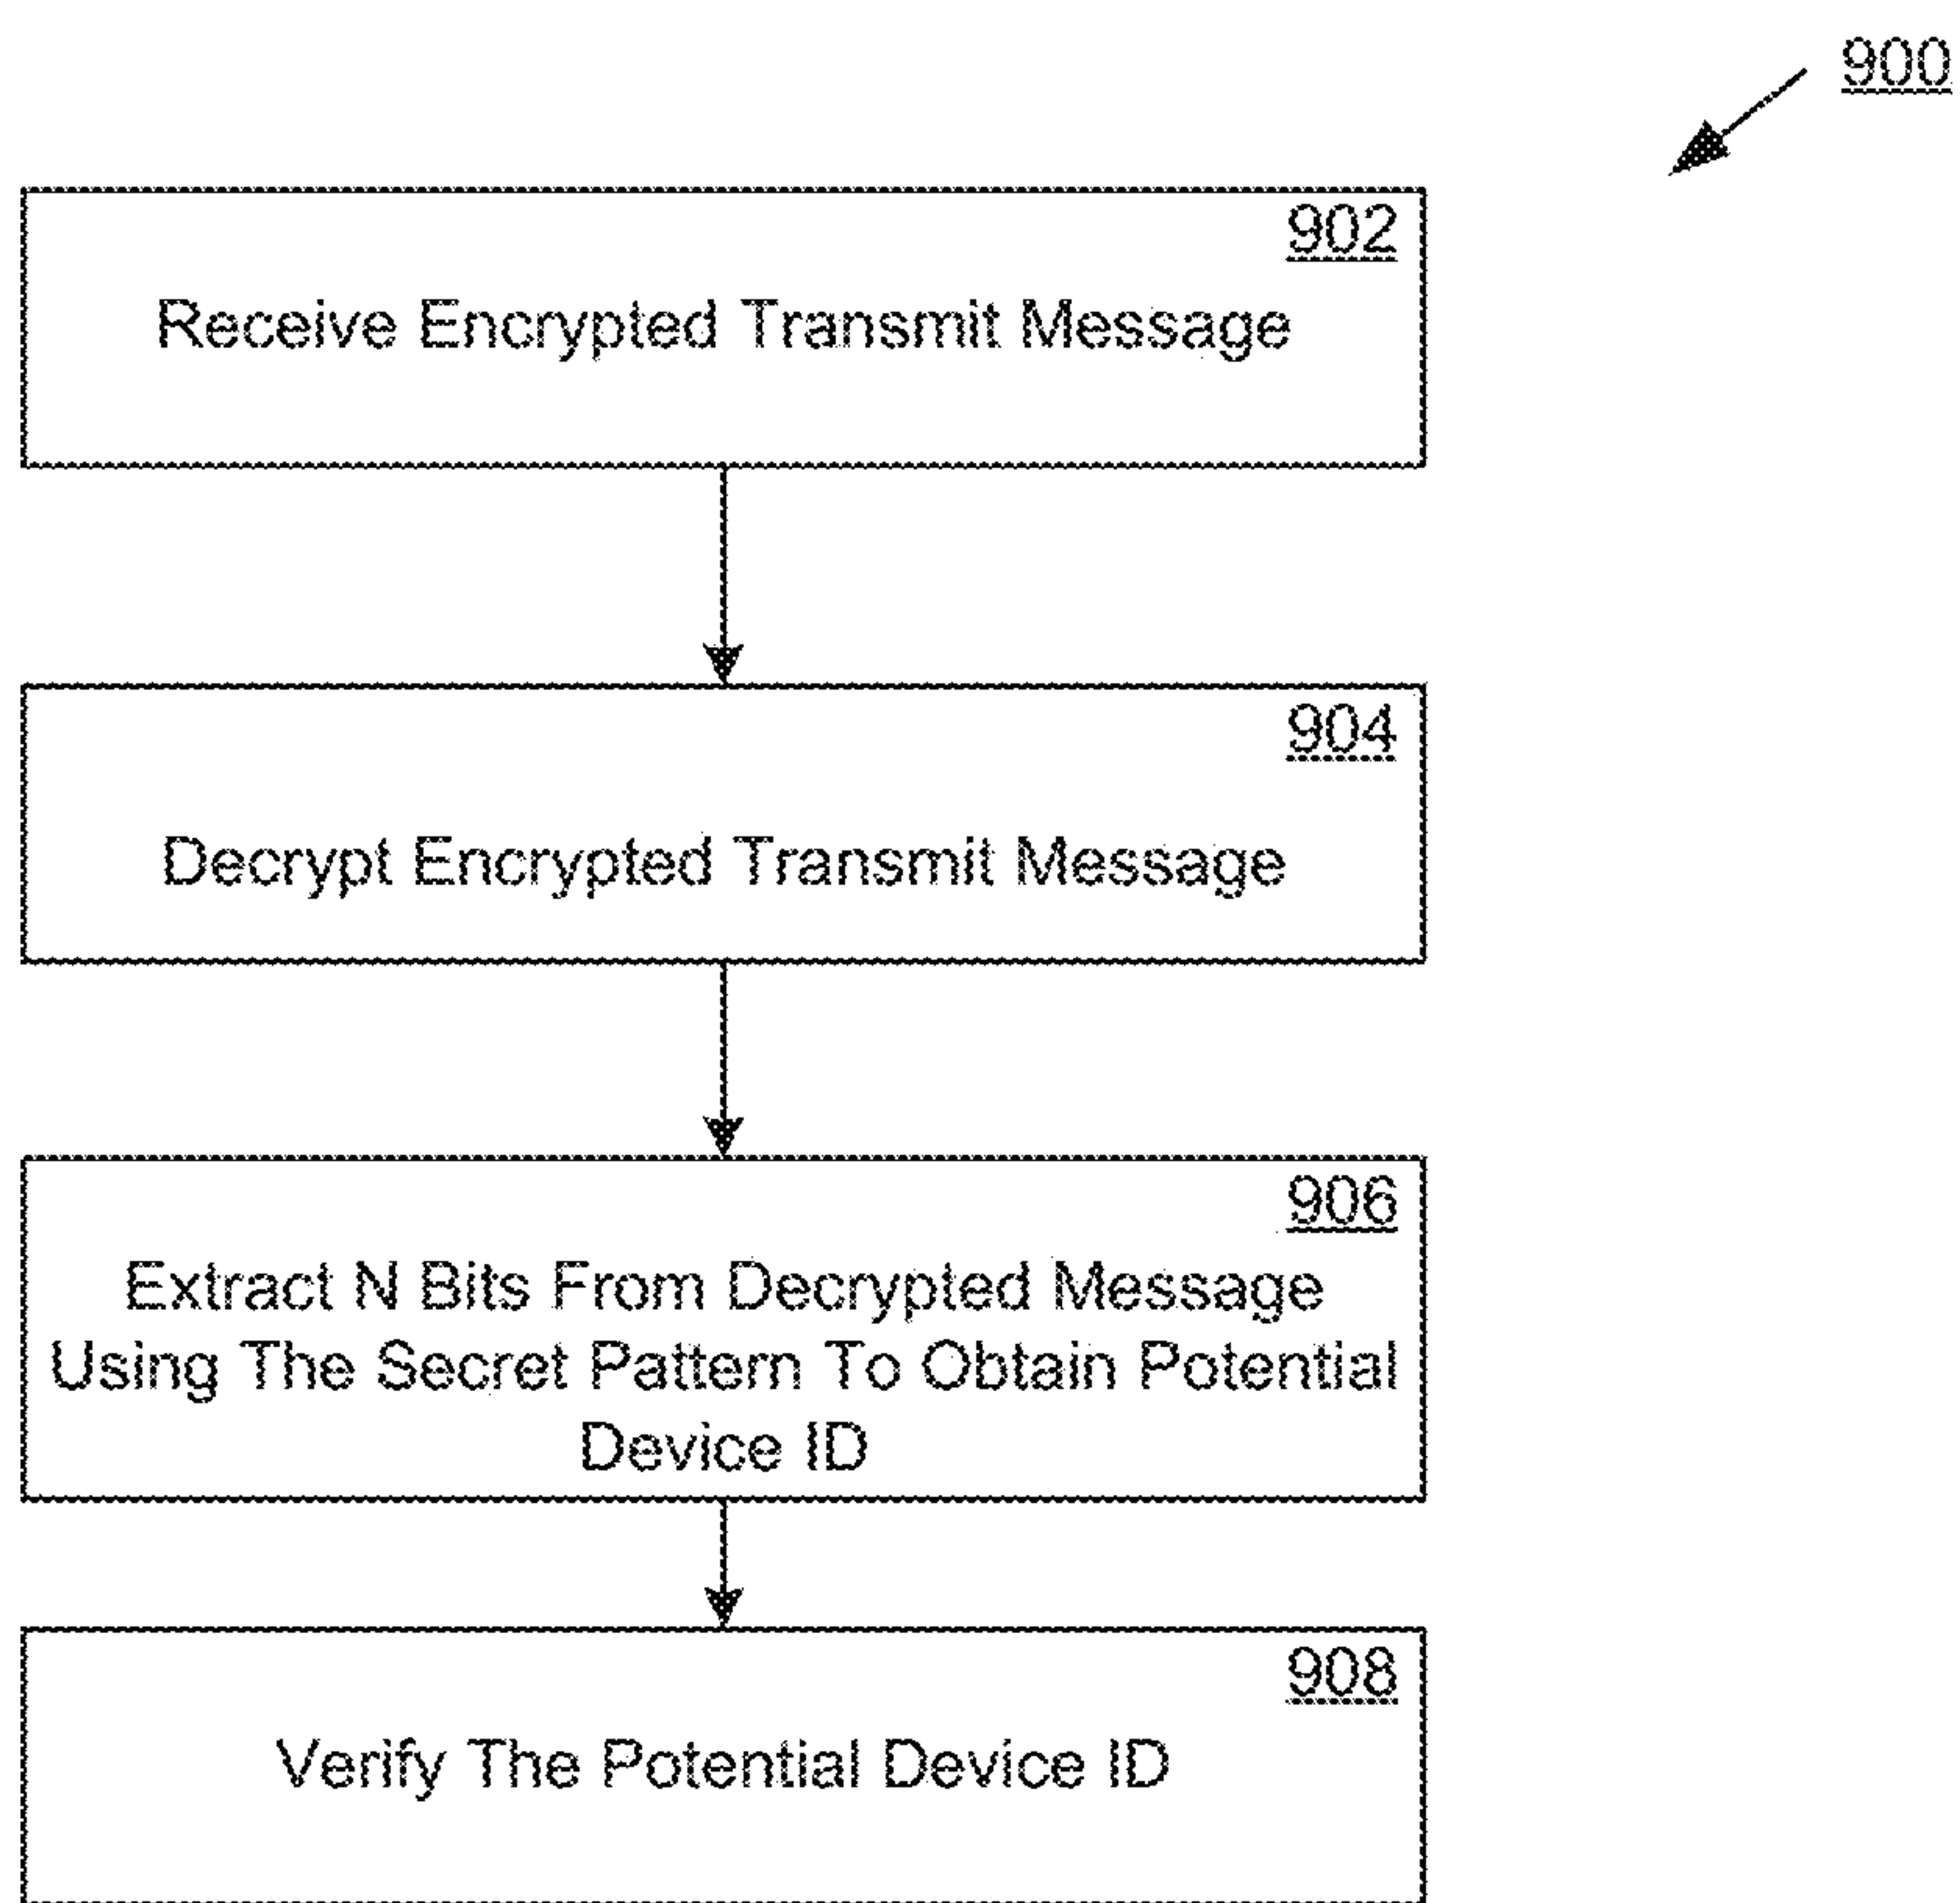 900
902
Receive Encrypted Transmit Message
904
Decrypt Encrypted Transmit Message
906
Extract N Bits From Decrypted Message
Using The Secret Pattern To Obtain Potential
Device ID
908
Verify The Potential Device ID